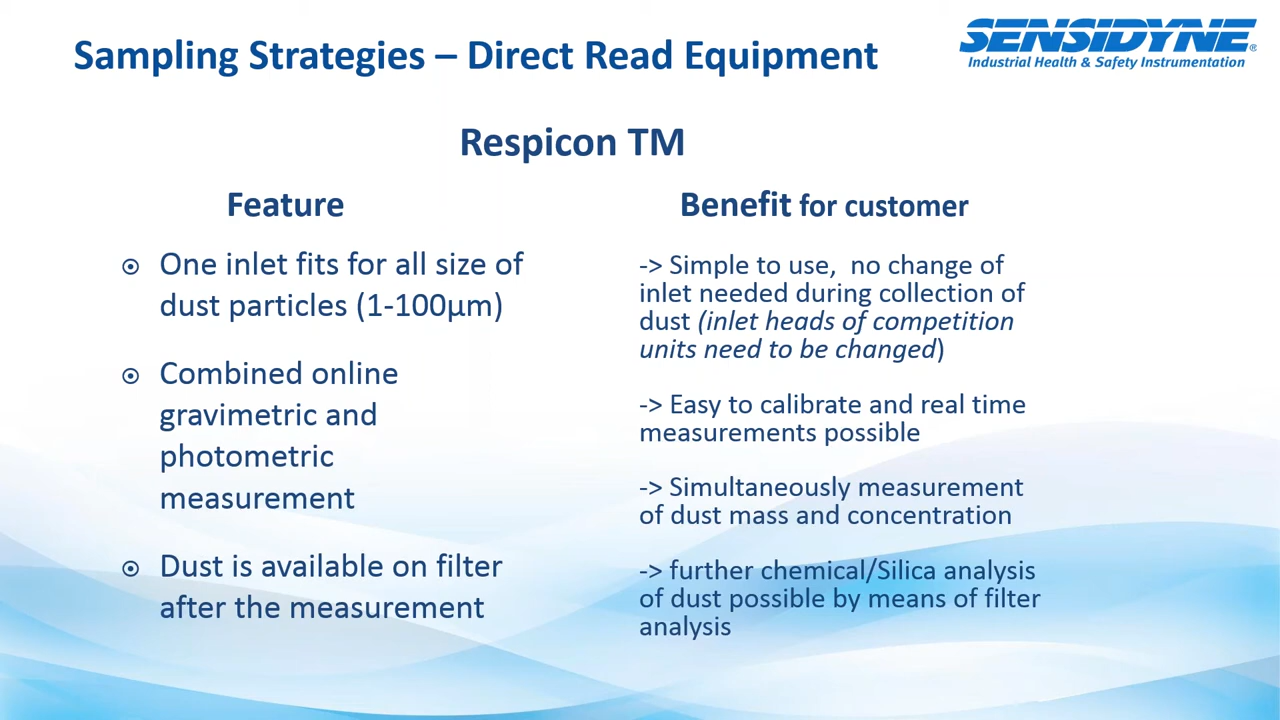 Sampling Strategies – Direct Read Equipment
SENSIDYNE®
Industrial Health & Safety Instrumentation
Respicon TM
Feature
One inlet fits for all size of
dust particles (1-100µm)
Combined online
gravimetric and
photometric
measurement
Dust is available on filter
after the measurement
Benefit for customer
-> Simple to use,  no change of
inlet needed during collection of
dust (inlet heads of competition
units need to be changed)
-> Easy to calibrate and real time
measurements possible
-> Simultaneously measurement
of dust mass and concentration
-> further chemical/Silica analysis
of dust possible by means of filter
analysis